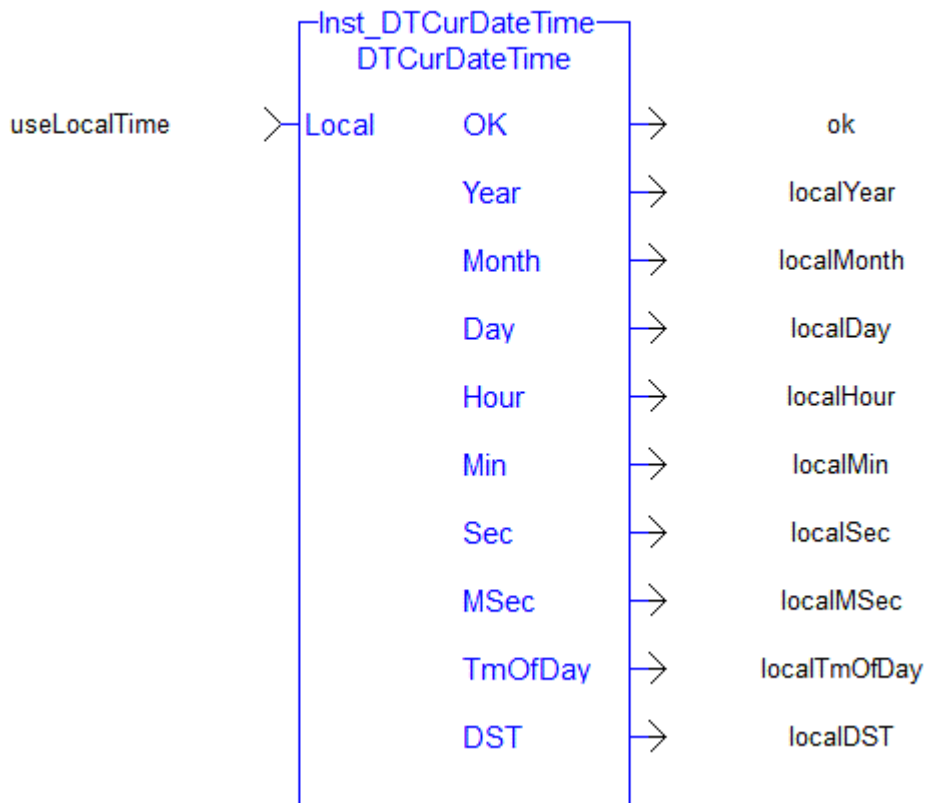 Inst_DTCurDateTime
DTCurDateTime
useLocalTime Local OK ok
Year localYear
Month localMonth
Day localDay
Hour localHour
Min localMin
Sec localSec
MSec localMSec
TmOfDay localTmOfDay
DST localDST